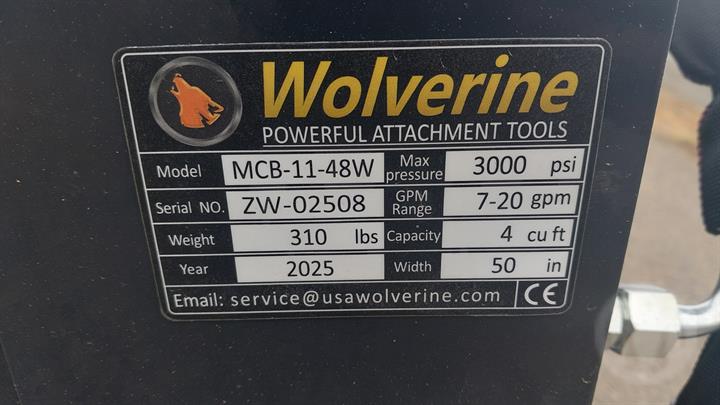 Wolverine
POWERFUL ATTACHMENT TOOLS
Model MCB-11-48W Max pressure 3000 psi
Serial NO. ZW-02508 GPM Range 7-20 gpm
Weight 310 lbs Capacity 4 cu ft
Year 2025 Width 50 in
Email: service@usawolverine.com CE